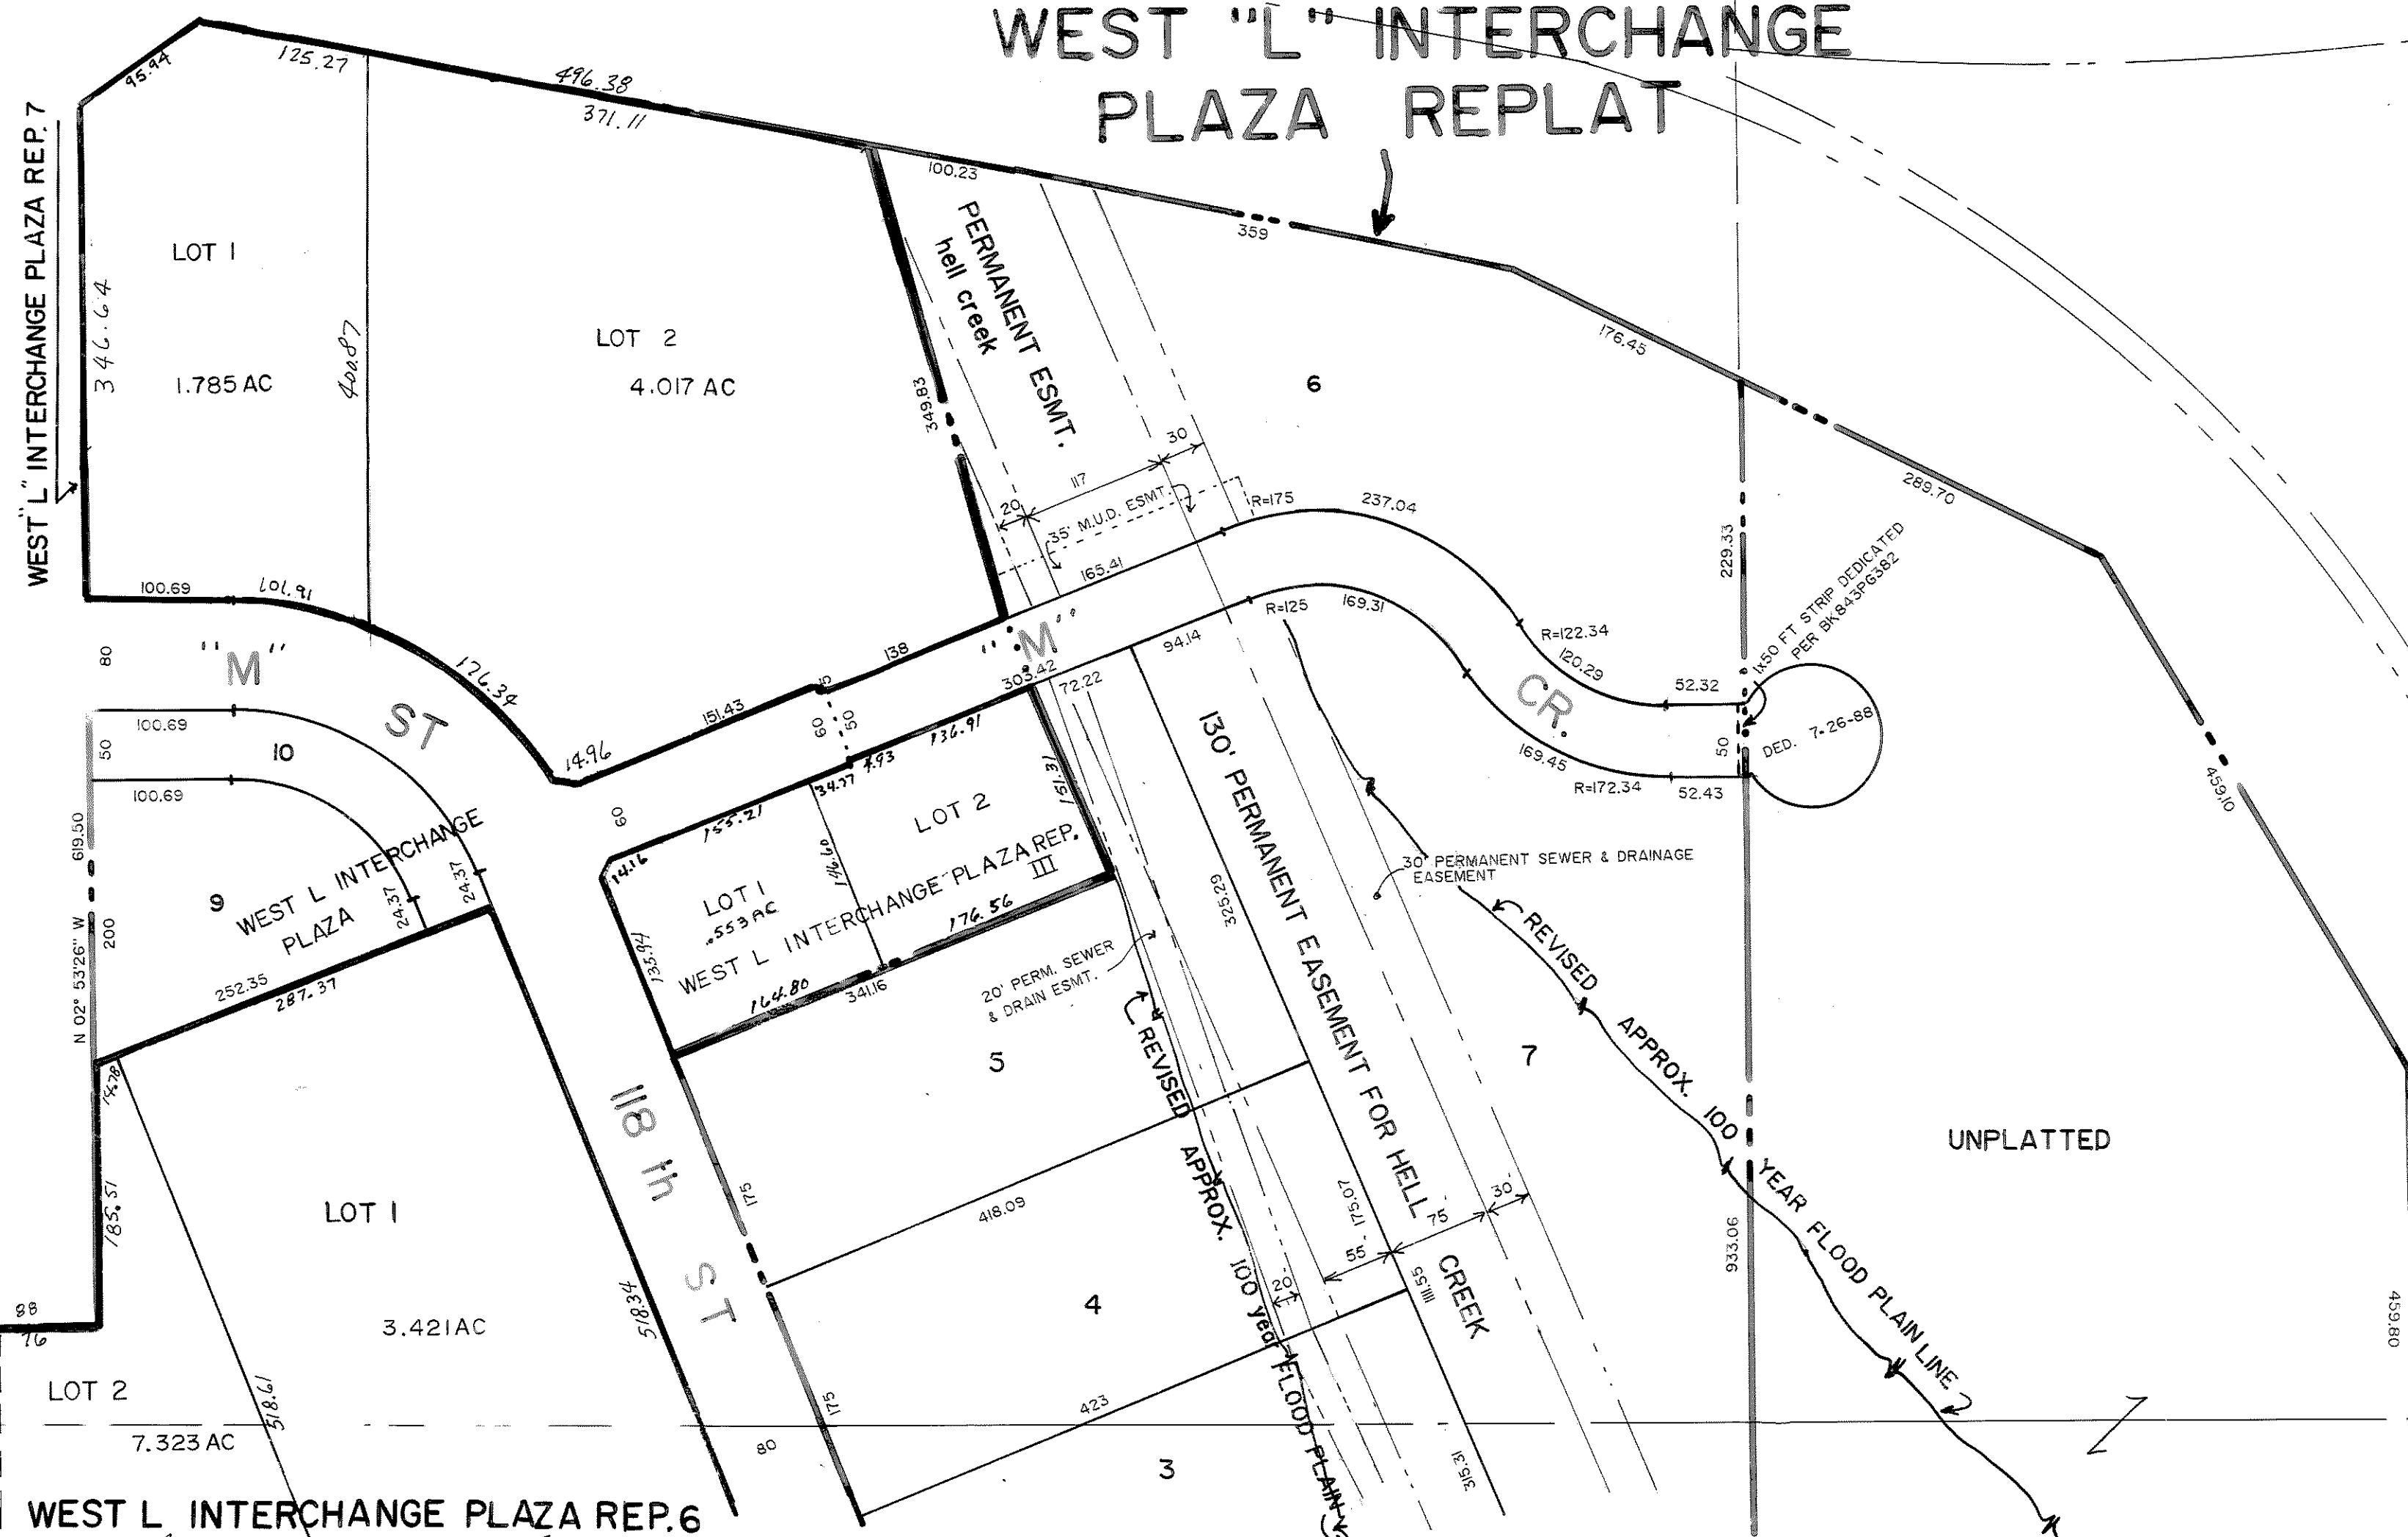 WEST "L" INTERCHANGE
PLAZA REPLAT
WEST "L" INTERCHANGE PLAZA REP. 7
95.94
125.27
496.38
371.11
100.23
359
176.45
289.70
459.10
459.80
LOT 1
1.785 AC
346.64
400.87
LOT 2
4.017 AC
349.83
PERMANENT ESMT.
hell creek
6
30
117
20
35' M.U.D. ESMT.
165.41
R=175
237.04
229.33
1x50 FT STRIP DEDICATED
PER BK843PG382
100.69
101.91
176.34
80
"M"
ST
14.96
151.43
5
138
"M"
303.42
72.22
94.14
R=125
169.31
R=122.34
120.29
52.32
CR.
50
DED. 7-26-88
169.45
R=172.34
52.43
100.69
50
10
100.69
60
50
136.91
4.93
34.77
155.21
60
14.16
146.60
151.31
LOT 2
LOT 1
.553 AC
WEST L INTERCHANGE PLAZA REP.
III
135.94
164.80
176.56
341.16
619.50
N 02° 53'26" W
200
9
WEST L INTERCHANGE
PLAZA
24.37
24.37
252.35
287.37
20' PERM. SEWER
& DRAIN ESMT.
130' PERMANENT EASEMENT FOR HELL
CREEK
325.29
30' PERMANENT SEWER & DRAINAGE
EASEMENT
REVISED APPROX. 100 YEAR FLOOD PLAIN LINE
REVISED APPROX. 100 year FLOOD PLAIN
5
7
UNPLATTED
14.78
185.51
LOT 1
3.421 AC
518.34
118 th ST
175
418.09
175.07
75
30
55
20
1111.55
933.06
4
88
76
LOT 2
7.323 AC
518.61
175
80
423
3
315.31
WEST L INTERCHANGE PLAZA REP. 6